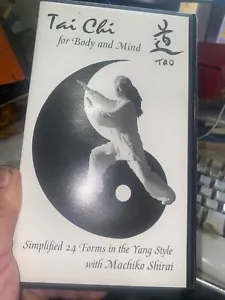 Tai Chi
for Body and Mind
道
TAO
Simplified 24 Forms in the Yang Style
with Machiko Shirai